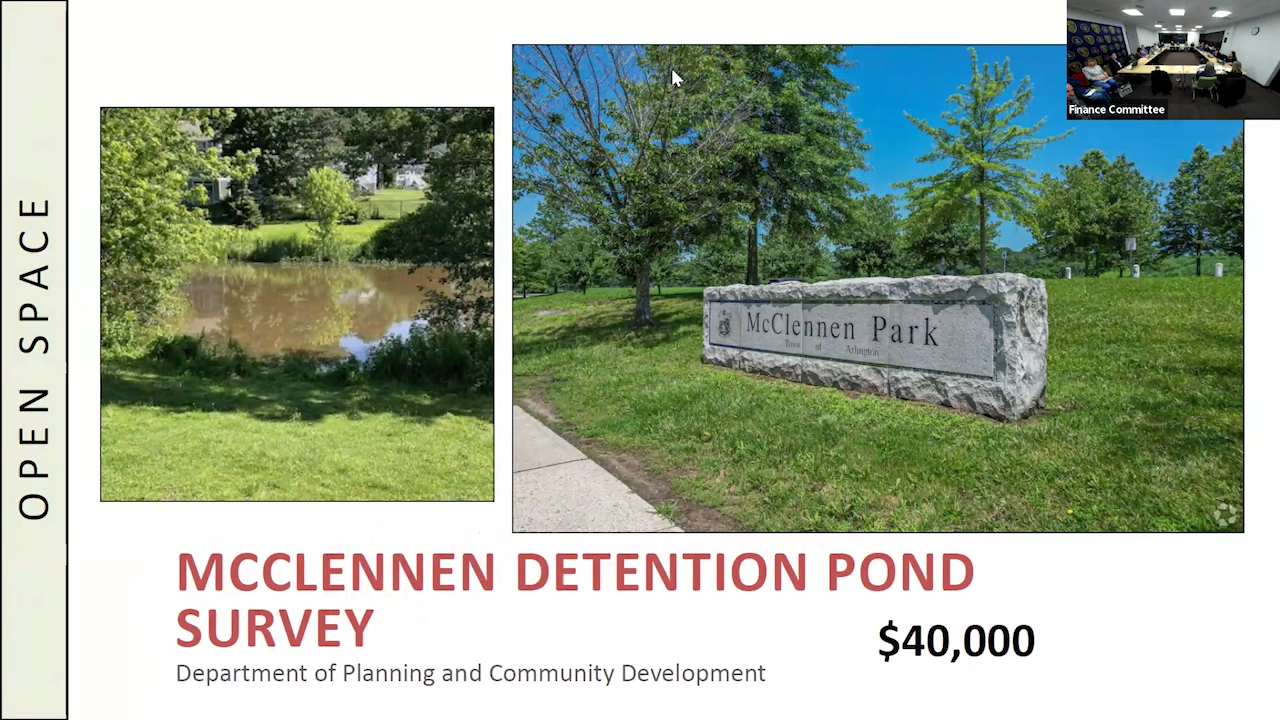 Finance Committee
OPEN SPACE
McClennen Park
Town of Arlington
MCCLENNEN DETENTION POND
SURVEY
$40,000
Department of Planning and Community Development